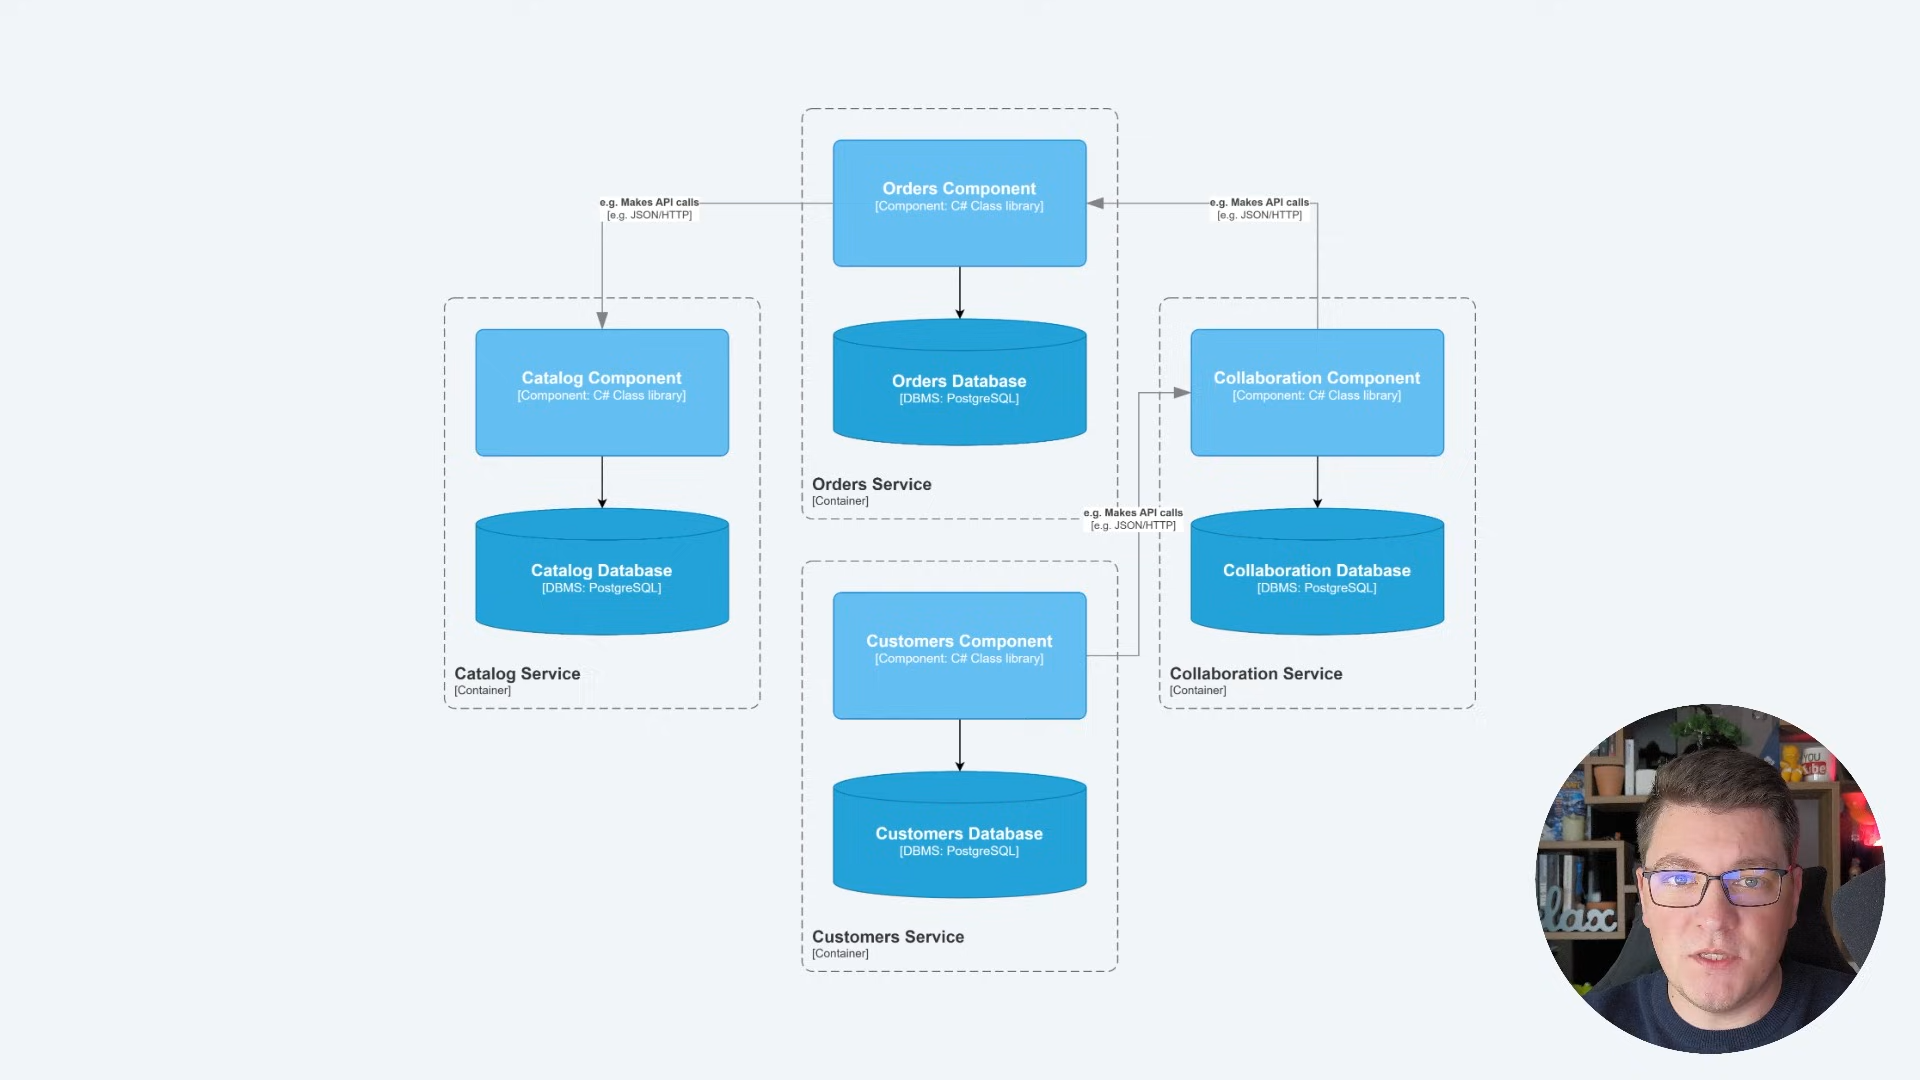 Orders Component
[Component: C# Class library]
e.g. Makes API calls
[e.g. JSON/HTTP]
e.g. Makes API calls
[e.g. JSON/HTTP]
Orders Database
[DBMS: PostgreSQL]
Orders Service
[Container]
Catalog Component
[Component: C# Class library]
Catalog Database
[DBMS: PostgreSQL]
Catalog Service
[Container]
Collaboration Component
[Component: C# Class library]
e.g. Makes API calls
[e.g. JSON/HTTP]
Collaboration Database
[DBMS: PostgreSQL]
Collaboration Service
[Container]
Customers Component
[Component: C# Class library]
Customers Database
[DBMS: PostgreSQL]
Customers Service
[Container]
YOU